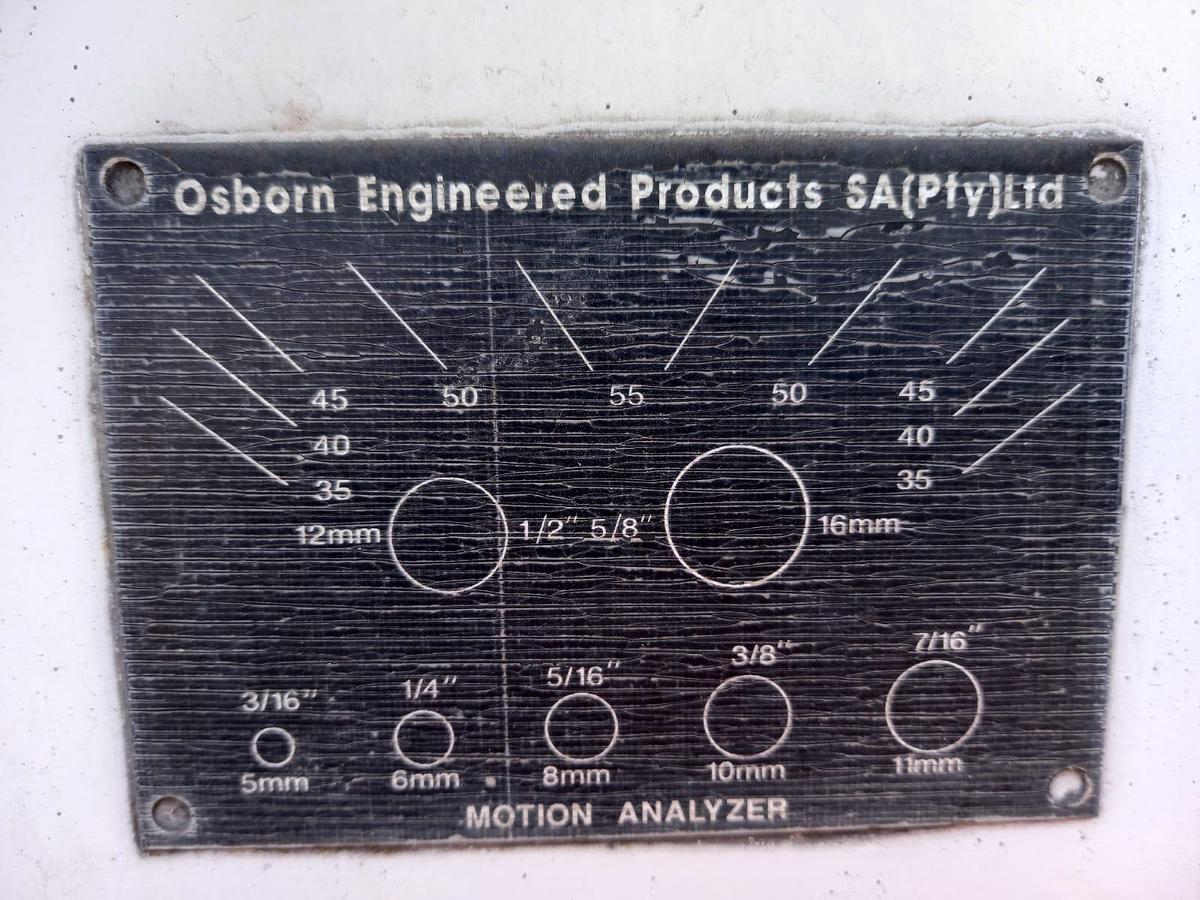 Osborn Engineered Products SA(Pty)Ltd
45 50 55 50 45
40 40
35 35
12mm 1/2" 5/8" 16mm
3/16" 1/4" 5/16" 3/8" 7/16"
5mm 6mm 8mm 10mm 11mm
MOTION ANALYZER